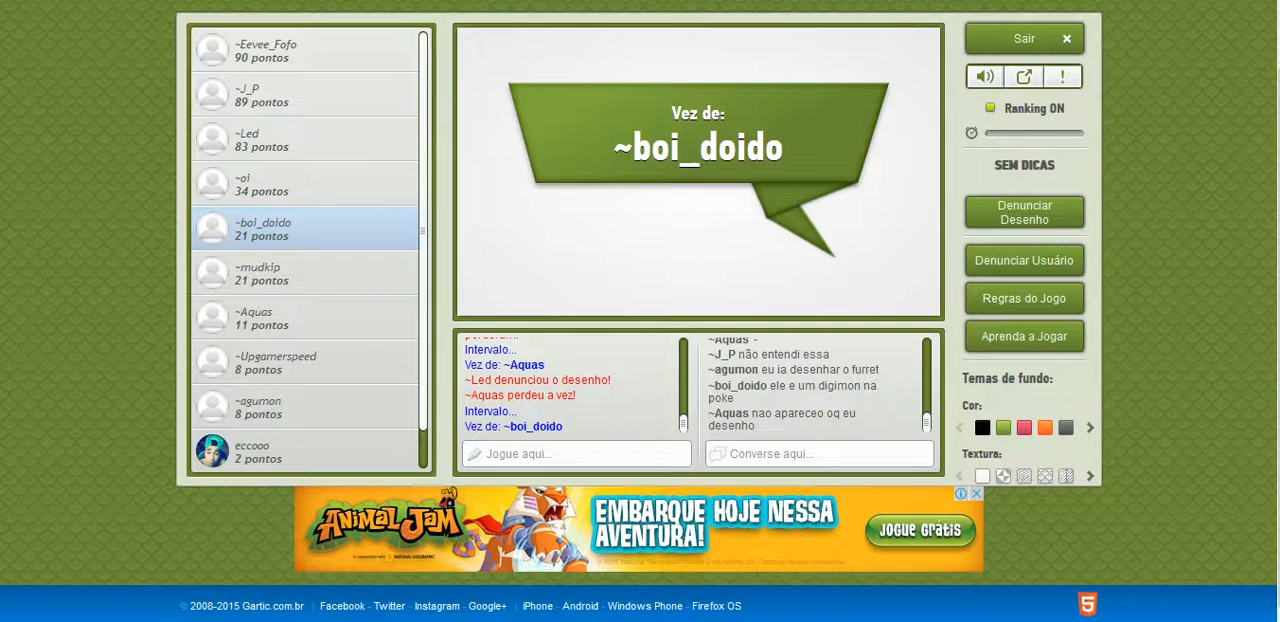 ~Eevee_Fofo
90 pontos
~J_P
89 pontos
~Led
83 pontos
~oi
34 pontos
~boi_doido
21 pontos
~mudkip
21 pontos
~Aquas
11 pontos
~Upgamerspeed
8 pontos
~agumon
8 pontos
eccooo
2 pontos
Vez de:
~boi_doido
Intervalo...
Vez de: ~Aquas
~Led denunciou o desenho!
~Aquas perdeu a vez!
Intervalo...
Vez de: ~boi_doido
Jogue aqui...
~Aquas -
~J_P não entendi essa
~agumon eu ia desenhar o furret
~boi_doido ele e um digimon na
poke
~Aquas nao apareceo oq eu
desenho
Converse aqui...
Sair
Ranking ON
SEM DICAS
Denunciar
Desenho
Denunciar Usuário
Regras do Jogo
Aprenda a Jogar
Temas de fundo:
Cor:
Textura:
ANIMAL JAM
NATIONAL GEOGRAPHIC
EMBARQUE HOJE NESSA
AVENTURA!
JOGUE GRÁTIS
© 2008-2015 Gartic.com.br | Facebook - Twitter - Instagram - Google+ | iPhone - Android - Windows Phone - Firefox OS
5